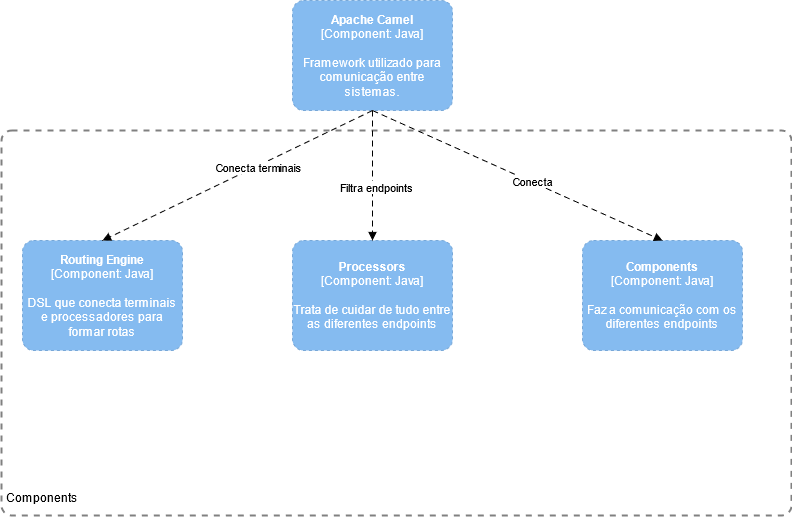 Apache Camel
[Component: Java]
Framework utilizado para
comunicação entre
sistemas.
Conecta terminais
Filtra endpoints
Conecta
Routing Engine
[Component: Java]
DSL que conecta terminais
e processadores para
formar rotas
Processors
[Component: Java]
Trata de cuidar de tudo entre
as diferentes endpoints
Components
[Component: Java]
Faz a comunicação com os
diferentes endpoints
Components